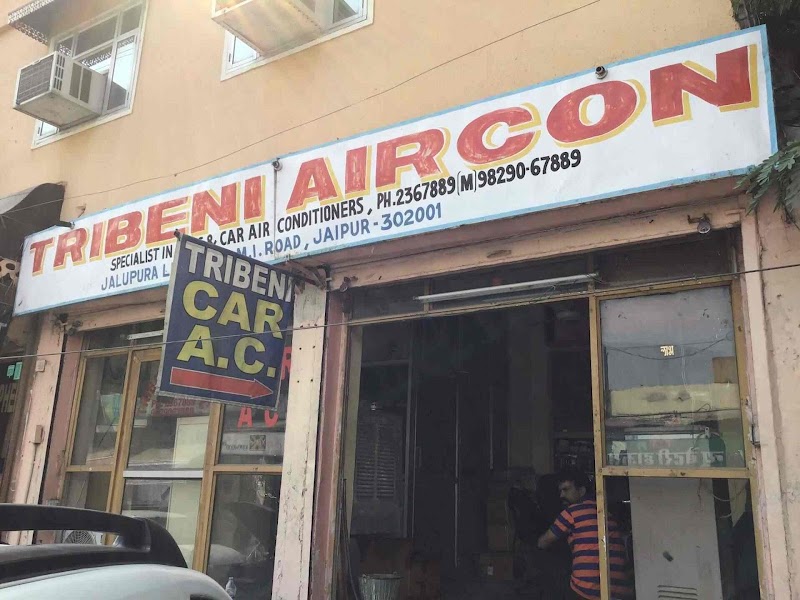 TRIBENI AIRCON
SPECIALIST IN & CAR AIR CONDITIONERS, PH.2367889 (M) 98290-67889
JALUPURA M.I.ROAD, JAIPUR - 302001
TRIBENI
CAR
A.C.